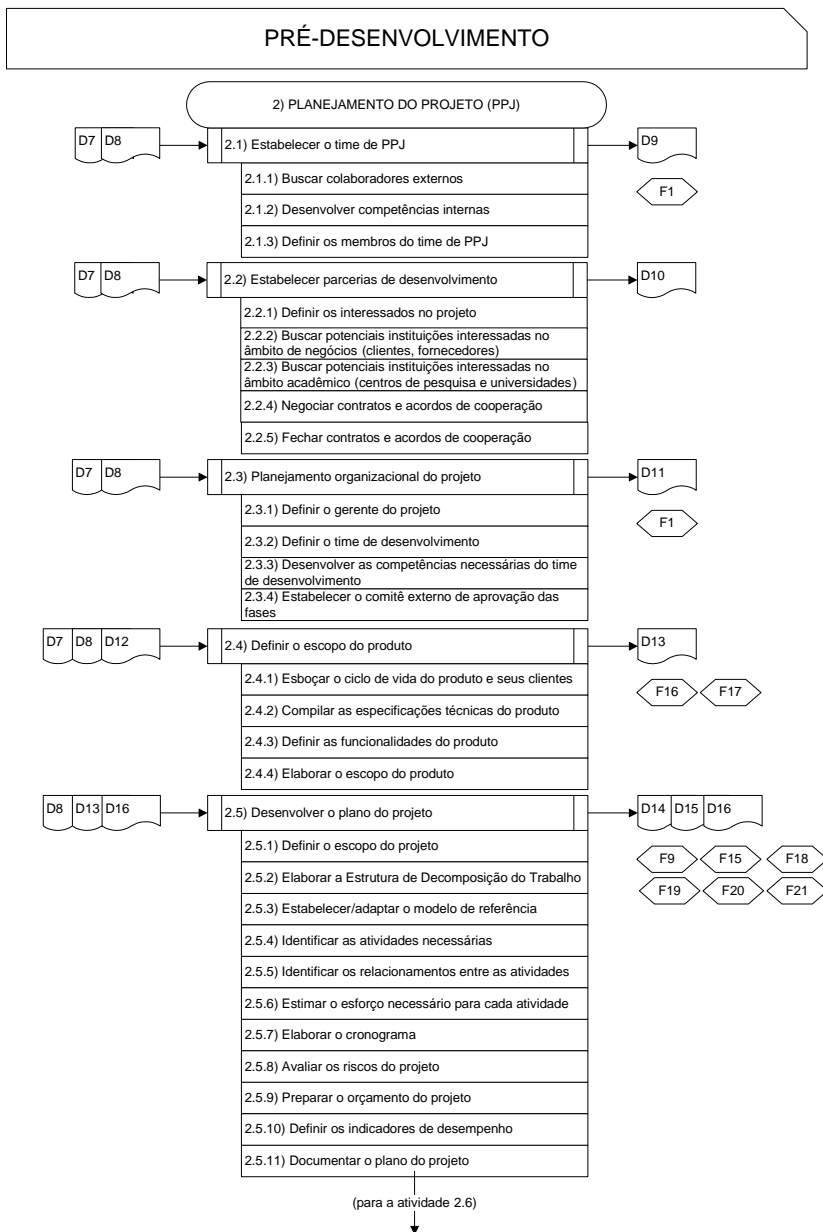 PRÉ-DESENVOLVIMENTO
2) PLANEJAMENTO DO PROJETO (PPJ)
D7 D8
2.1) Estabelecer o time de PPJ
D9
2.1.1) Buscar colaboradores externos
F1
2.1.2) Desenvolver competências internas
2.1.3) Definir os membros do time de PPJ
D7 D8
2.2) Estabelecer parcerias de desenvolvimento
D10
2.2.1) Definir os interessados no projeto
2.2.2) Buscar potenciais instituições interessadas no
âmbito de negócios (clientes, fornecedores)
2.2.3) Buscar potenciais instituições interessadas no
âmbito acadêmico (centros de pesquisa e universidades)
2.2.4) Negociar contratos e acordos de cooperação
2.2.5) Fechar contratos e acordos de cooperação
D7 D8
2.3) Planejamento organizacional do projeto
D11
2.3.1) Definir o gerente do projeto
F1
2.3.2) Definir o time de desenvolvimento
2.3.3) Desenvolver as competências necessárias do time
de desenvolvimento
2.3.4) Estabelecer o comitê externo de aprovação das
fases
D7 D8 D12
2.4) Definir o escopo do produto
D13
2.4.1) Esboçar o ciclo de vida do produto e seus clientes
F16 F17
2.4.2) Compilar as especificações técnicas do produto
2.4.3) Definir as funcionalidades do produto
2.4.4) Elaborar o escopo do produto
D8 D13 D16
2.5) Desenvolver o plano do projeto
D14 D15 D16
2.5.1) Definir o escopo do projeto
F9 F15 F18
2.5.2) Elaborar a Estrutura de Decomposição do Trabalho
F19 F20 F21
2.5.3) Estabelecer/adaptar o modelo de referência
2.5.4) Identificar as atividades necessárias
2.5.5) Identificar os relacionamentos entre as atividades
2.5.6) Estimar o esforço necessário para cada atividade
2.5.7) Elaborar o cronograma
2.5.8) Avaliar os riscos do projeto
2.5.9) Preparar o orçamento do projeto
2.5.10) Definir os indicadores de desempenho
2.5.11) Documentar o plano do projeto
(para a atividade 2.6)